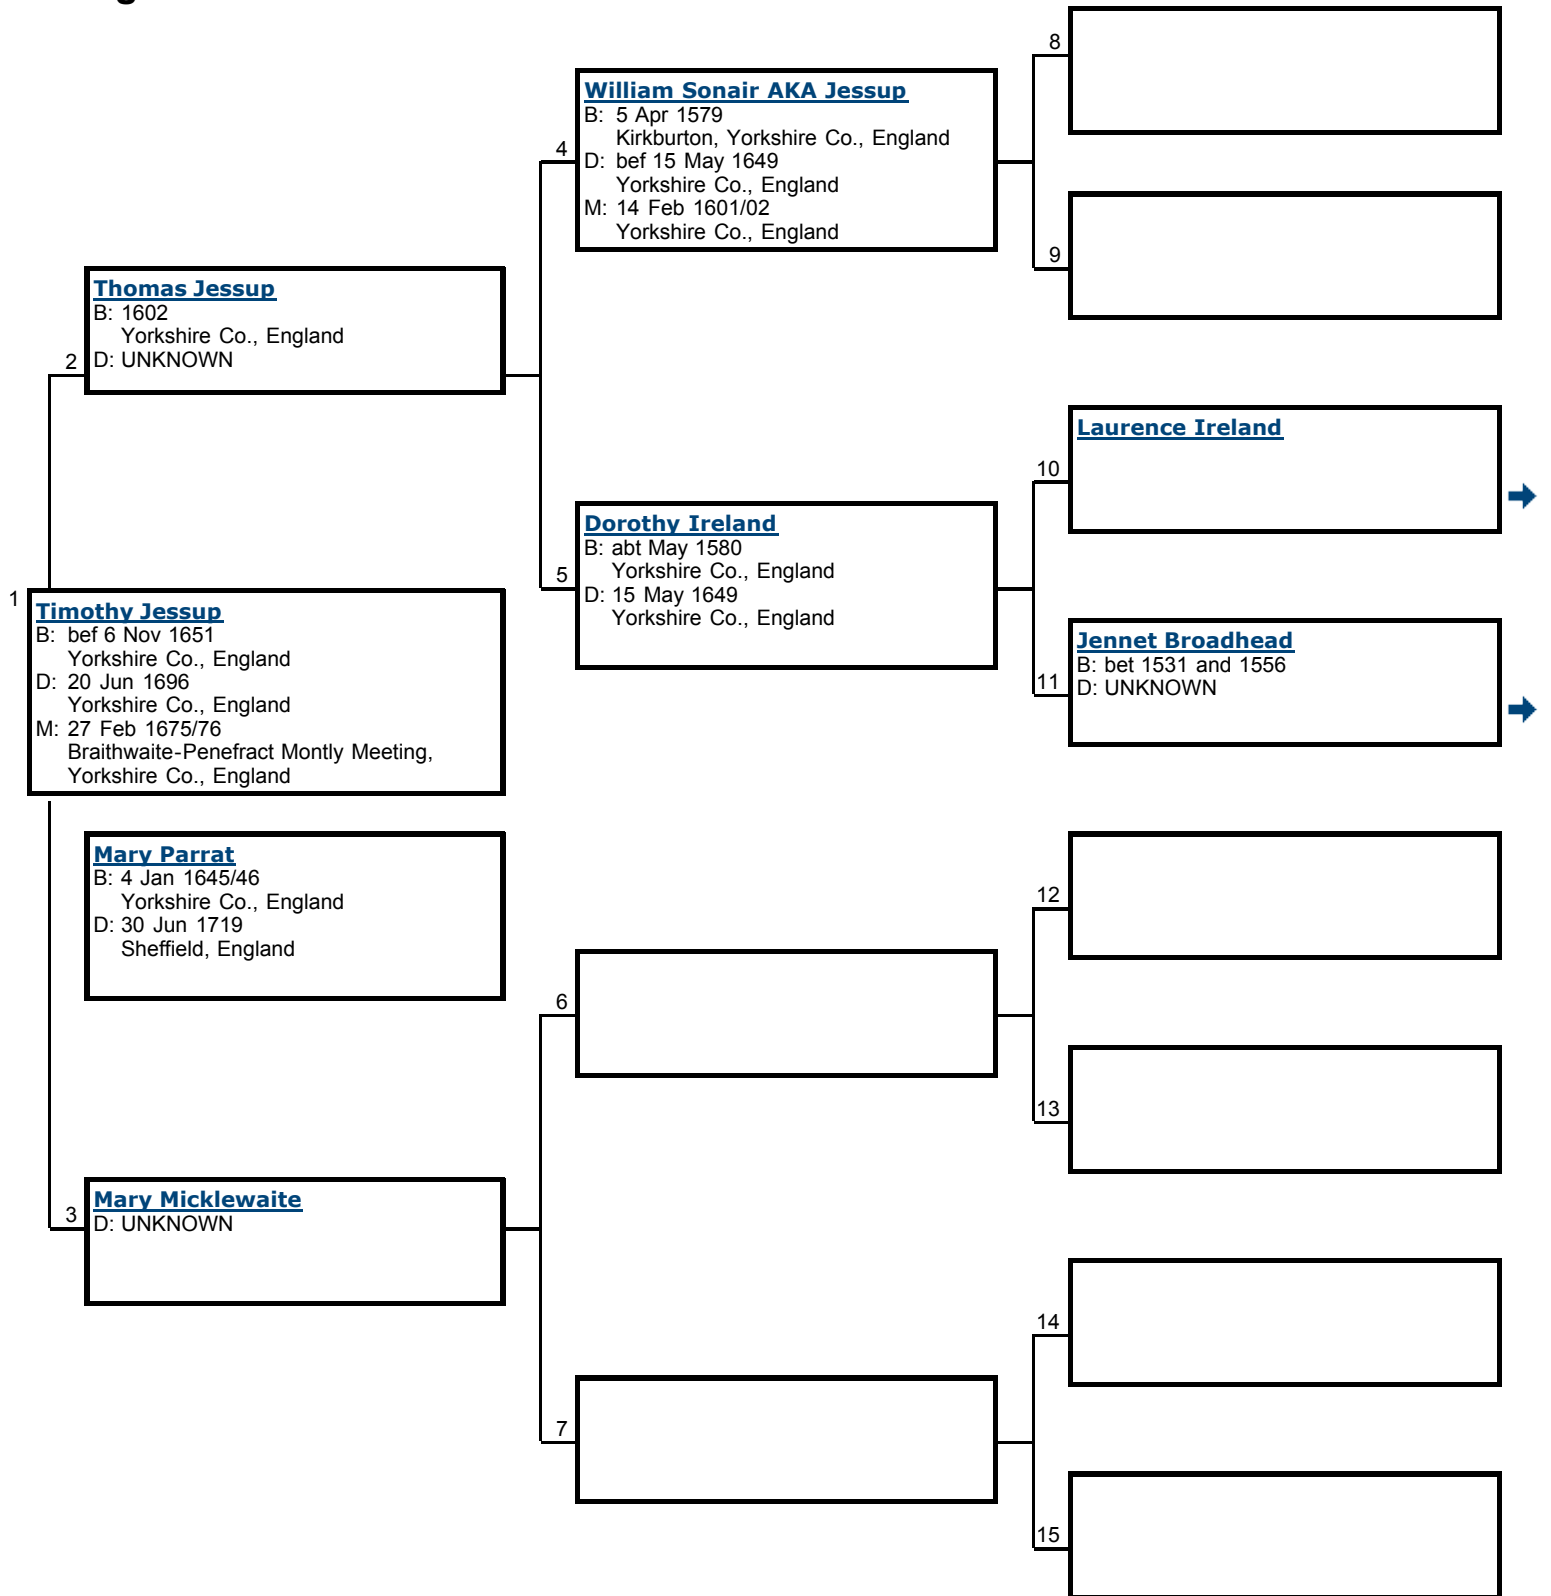 8
William Sonair AKA Jessup
B: 5 Apr 1579
Kirkburton, Yorkshire Co., England
4
D: bef 15 May 1649
Yorkshire Co., England
M: 14 Feb 1601/02
Yorkshire Co., England
9
Thomas Jessup
B: 1602
Yorkshire Co., England
2
D: UNKNOWN
Laurence Ireland
10
Dorothy Ireland
B: abt May 1580
Yorkshire Co., England
5
D: 15 May 1649
Yorkshire Co., England
1
Timothy Jessup
B: bef 6 Nov 1651
Yorkshire Co., England
D: 20 Jun 1696
Yorkshire Co., England
M: 27 Feb 1675/76
Braithwaite-Penefract Montly Meeting,
Yorkshire Co., England
Jennet Broadhead
B: bet 1531 and 1556
11
D: UNKNOWN
Mary Parrat
B: 4 Jan 1645/46
Yorkshire Co., England
D: 30 Jun 1719
Sheffield, England
12
6
13
3
Mary Micklewaite
D: UNKNOWN
14
7
15